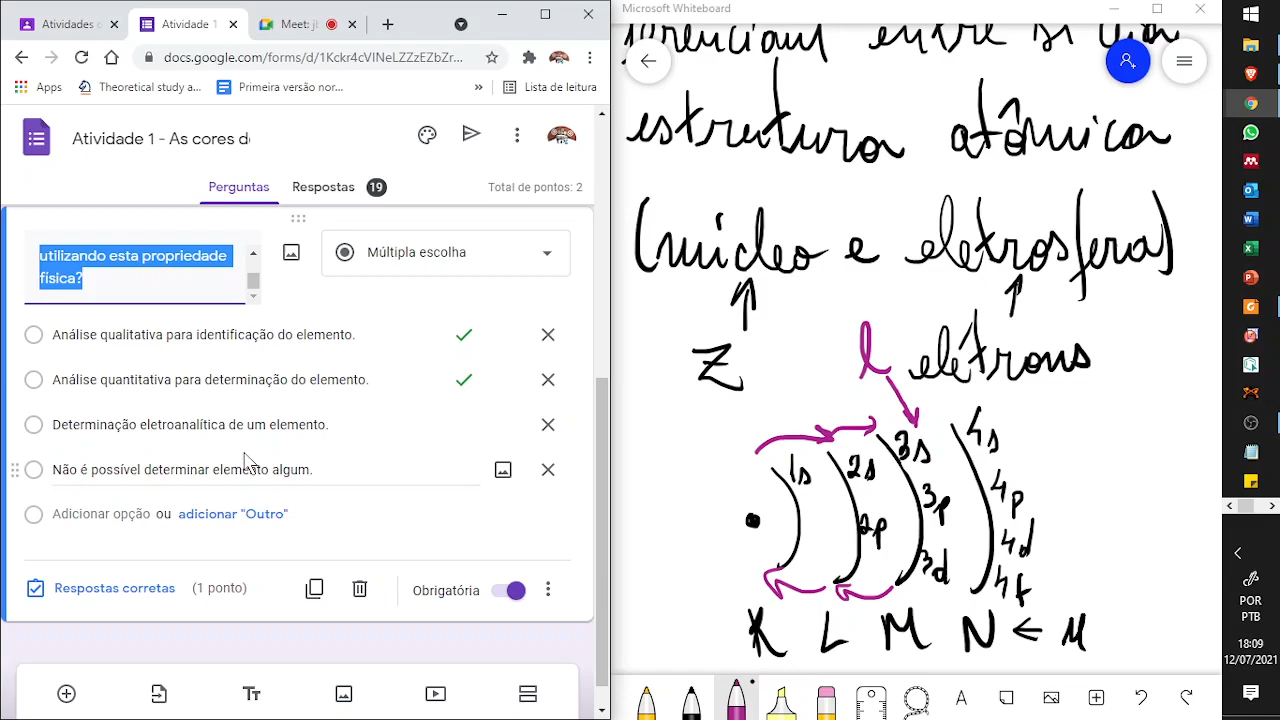 Atividades d
Atividade 1
Meet:
docs.google.com/forms/d/1Kckr4cVINeLZZzEZbZr...
Apps
Theoretical study a...
Primeira versão nor...
»
Lista de leitura
Atividade 1 - As cores d
Perguntas
Respostas 19
Total de pontos: 2
utilizando esta propriedade
física?
Múltipla escolha
Análise qualitativa para identificação do elemento.
Análise quantitativa para determinação do elemento.
Determinação eletroanalítica de um elemento.
Não é possível determinar elemento algum.
Adicionar opção ou adicionar "Outro"
Respostas corretas (1 ponto)
Obrigatória
Microsoft Whiteboard
entre si
estrutura atômica
(núcleo e eletrosfera)
Z
l elétrons
1s 2s 3s 4s
2p 3p 4p
3d 4d
4f
K L M N ←
POR
PTB
18:09
12/07/2021